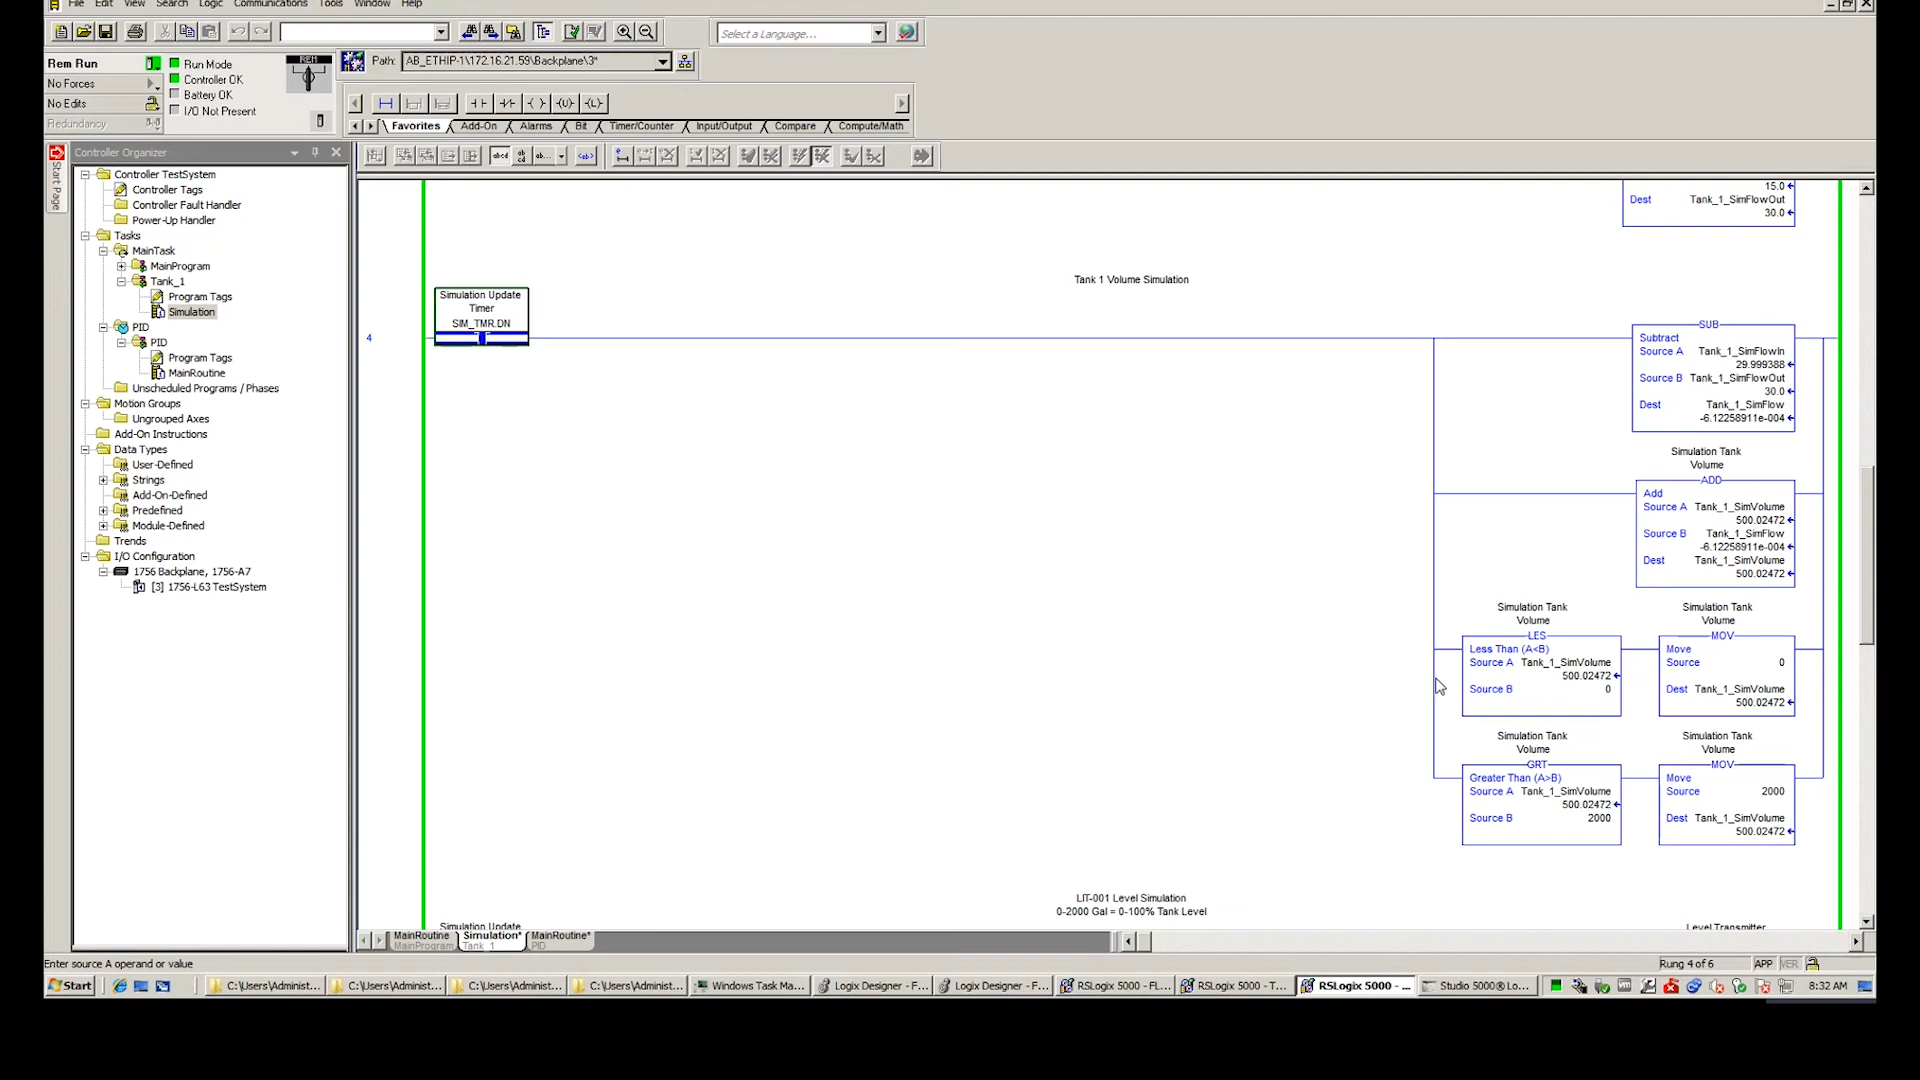 File Edit View Search Logic Communications Tools Window Help
Select a Language...
Rem Run
No Forces
No Edits
Redundancy
Run Mode
Controller OK
Battery OK
I/O Not Present
REM
Path: AB_ETHIP-1\172.16.21.59\Backplane\3*
Favorites Add-On Alarms Bit Timer/Counter Input/Output Compare Compute/Math
Start Page
Controller Organizer
Controller TestSystem
Controller Tags
Controller Fault Handler
Power-Up Handler
Tasks
MainTask
MainProgram
Tank_1
Program Tags
Simulation
PID
PID
Program Tags
MainRoutine
Unscheduled Programs / Phases
Motion Groups
Ungrouped Axes
Add-On Instructions
Data Types
User-Defined
Strings
Add-On-Defined
Predefined
Module-Defined
Trends
I/O Configuration
1756 Backplane, 1756-A7
[3] 1756-L63 TestSystem
15.0
Dest Tank_1_SimFlowOut
30.0
Tank 1 Volume Simulation
4
Simulation Update
Timer
SIM_TMR.DN
SUB
Subtract
Source A Tank_1_SimFlowIn
29.999388
Source B Tank_1_SimFlowOut
30.0
Dest Tank_1_SimFlow
-6.12258911e-004
Simulation Tank
Volume
ADD
Add
Source A Tank_1_SimVolume
500.02472
Source B Tank_1_SimFlow
-6.12258911e-004
Dest Tank_1_SimVolume
500.02472
Simulation Tank
Volume
LES
Less Than (A<B)
Source A Tank_1_SimVolume
500.02472
Source B 0
Simulation Tank
Volume
MOV
Move
Source 0
Dest Tank_1_SimVolume
500.02472
Simulation Tank
Volume
GRT
Greater Than (A>B)
Source A Tank_1_SimVolume
500.02472
Source B 2000
Simulation Tank
Volume
MOV
Move
Source 2000
Dest Tank_1_SimVolume
500.02472
LIT-001 Level Simulation
0-2000 Gal = 0-100% Tank Level
Simulation Update
Level Transmitter
MainRoutine
MainProgram
Simulation*
Tank_1
MainRoutine*
PID
Enter source A operand or value
Rung 4 of 6 APP VER
Start
C:\Users\Administ...
C:\Users\Administ...
C:\Users\Administ...
C:\Users\Administ...
Windows Task Ma...
Logix Designer - F...
Logix Designer - F...
RSLogix 5000 - FL...
RSLogix 5000 - T...
RSLogix 5000 - ...
Studio 5000® Lo...
8:32 AM